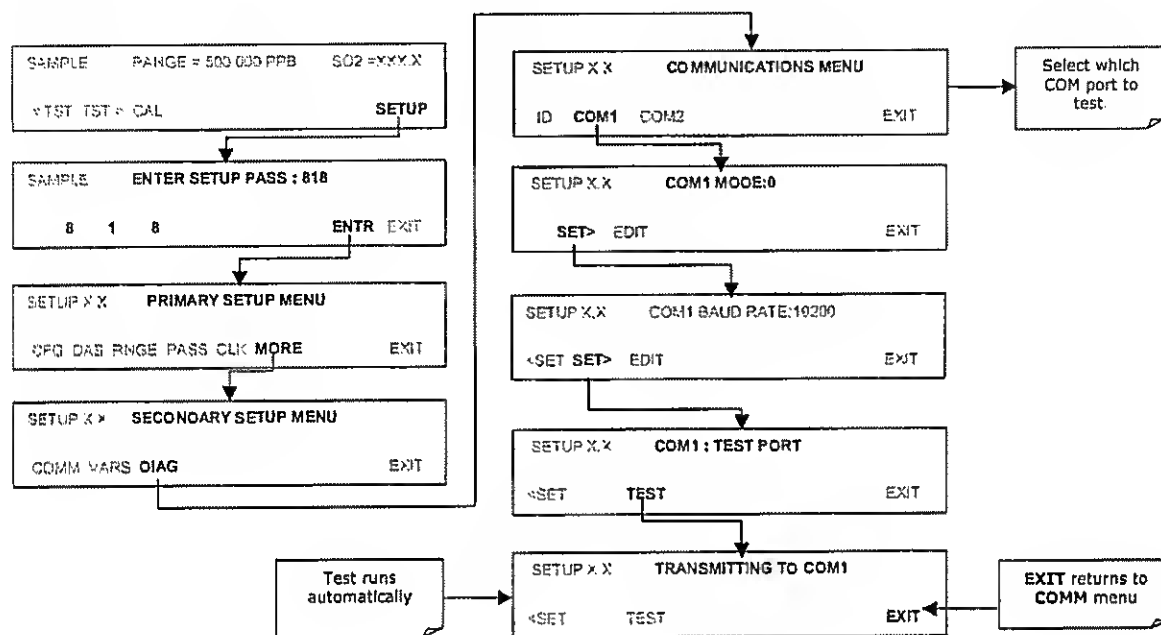 SAMPLE RANGE = 500.000 PPB SO2 =XXX.X
<TST TST > CAL SETUP
SAMPLE ENTER SETUP PASS : 818
8 1 8 ENTR EXIT
SETUP X.X PRIMARY SETUP MENU
CFG DAS RNGE PASS CLK MORE EXIT
SETUP X.X SECONDARY SETUP MENU
COMM VARS DIAG EXIT
SETUP X.X COMMUNICATIONS MENU
ID COM1 COM2 EXIT
Select which
COM port to
test.
SETUP X.X COM1 MODE:0
SET> EDIT EXIT
SETUP X.X COM1 BAUD RATE:19200
<SET SET> EDIT EXIT
SETUP X.X COM1 : TEST PORT
<SET TEST EXIT
Test runs
automatically
SETUP X.X TRANSMITTING TO COM1
<SET TEST EXIT
EXIT returns to
COMM menu